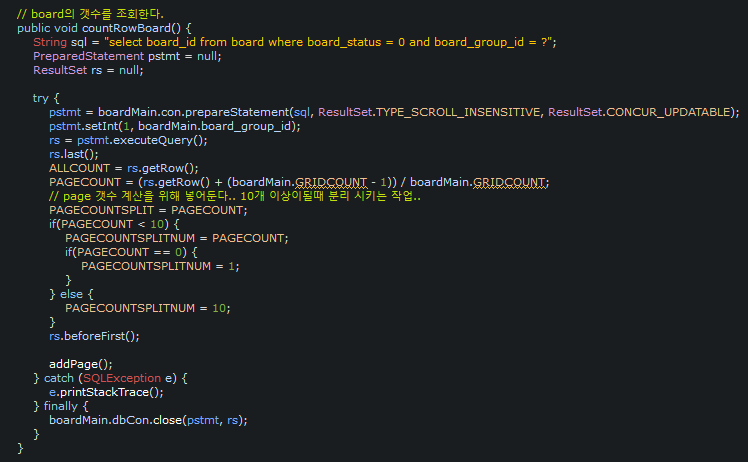 // board의 갯수를 조회한다.
public void countRowBoard() {
String sql = "select board_id from board where board_status = 0 and board_group_id = ?";
PreparedStatement pstmt = null;
ResultSet rs = null;
try {
pstmt = boardMain.con.prepareStatement(sql, ResultSet.TYPE_SCROLL_INSENSITIVE, ResultSet.CONCUR_UPDATABLE);
pstmt.setInt(1, boardMain.board_group_id);
rs = pstmt.executeQuery();
rs.last();
ALLCOUNT = rs.getRow();
PAGECOUNT = (rs.getRow() + (boardMain.GRIDCOUNT - 1)) / boardMain.GRIDCOUNT;
// page 갯수 계산을 위해 넣어둔다.. 10개 이상이될때 분리 시키는 작업..
PAGECOUNTSPLIT = PAGECOUNT;
if(PAGECOUNT < 10) {
PAGECOUNTSPLITNUM = PAGECOUNT;
if(PAGECOUNT == 0) {
PAGECOUNTSPLITNUM = 1;
}
} else {
PAGECOUNTSPLITNUM = 10;
}
rs.beforeFirst();
addPage();
} catch (SQLException e) {
e.printStackTrace();
} finally {
boardMain.dbCon.close(pstmt, rs);
}
}